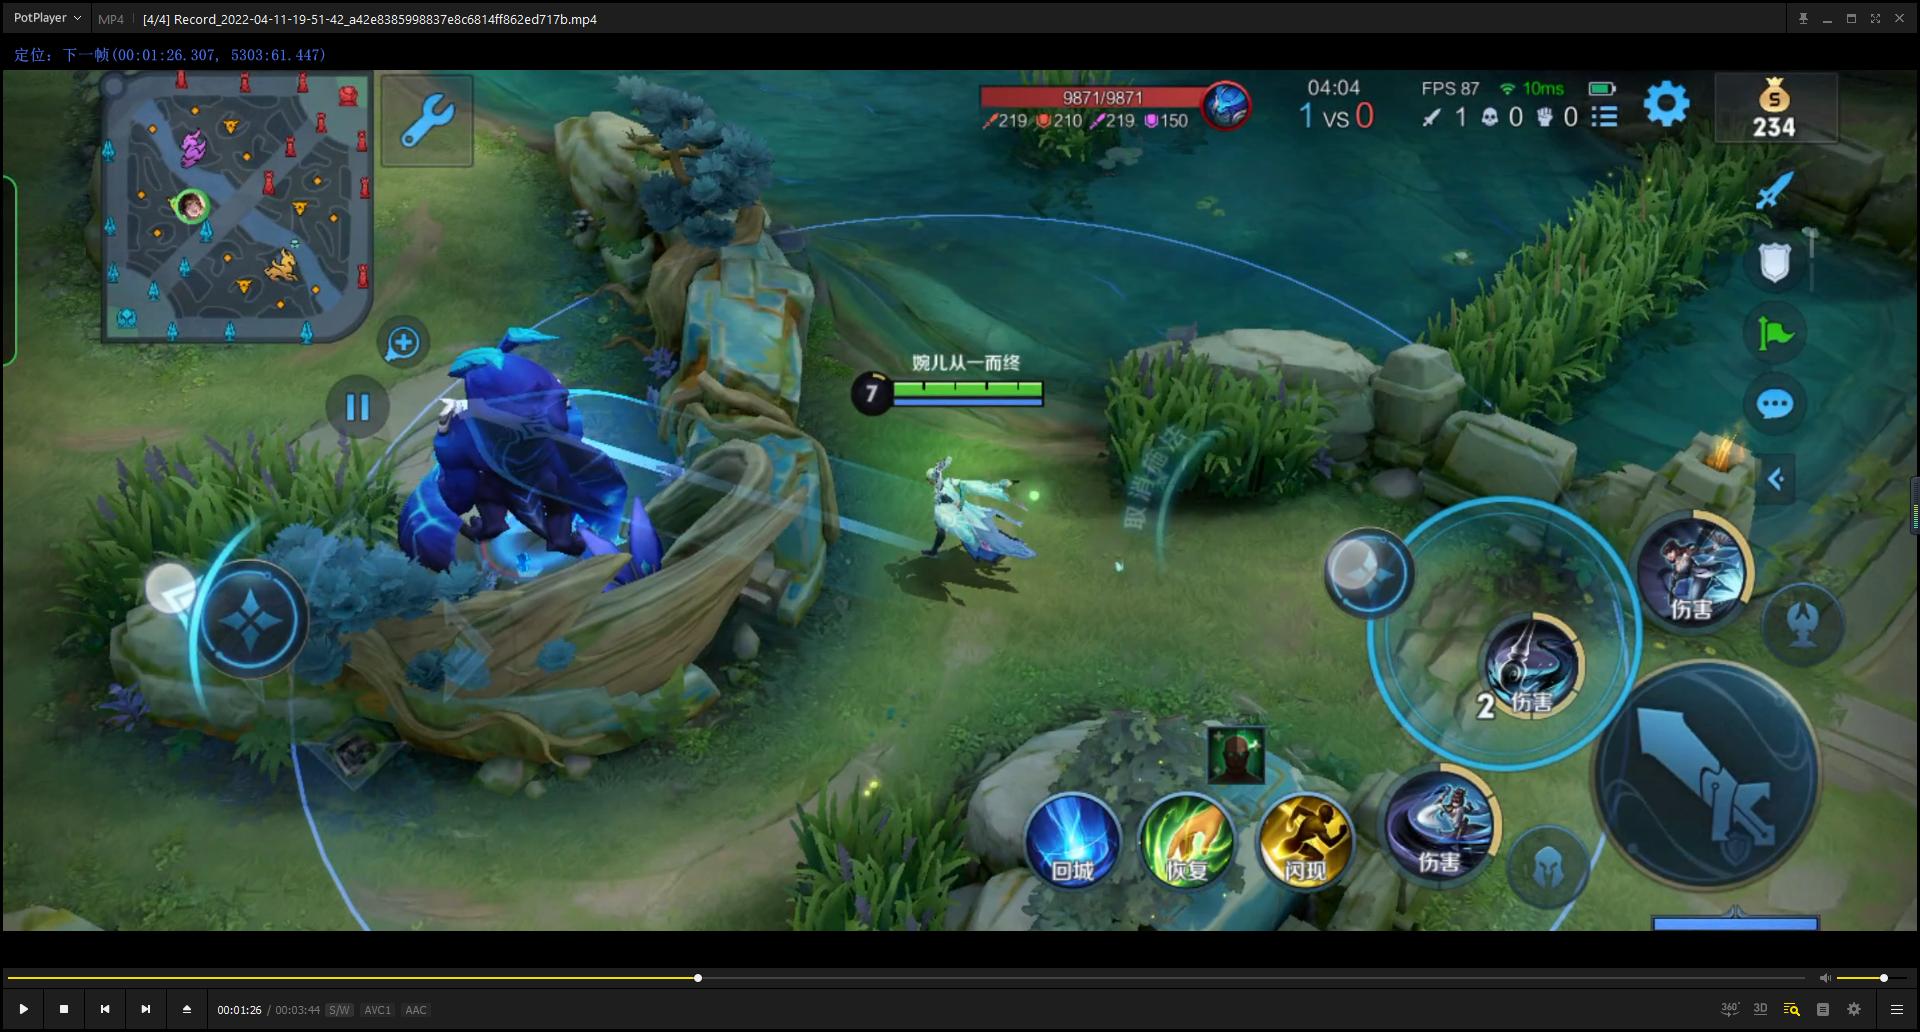 PotPlayer
MP4
[4/4] Record_2022-04-11-19-51-42_a42e8385998837e8c6814ff862ed717b.mp4
定位: 下一帧(00:01:26.307, 5303:61.447)
9871/9871
219 210 219 150
04:04
1 VS 0
FPS 87 10ms
1 0 0
S
234
婉儿从一而终
7
取消施法
伤害
2 伤害
伤害
回城
恢复
闪现
00:01:26 / 00:03:44 S/W AVC1 AAC
360°
3D